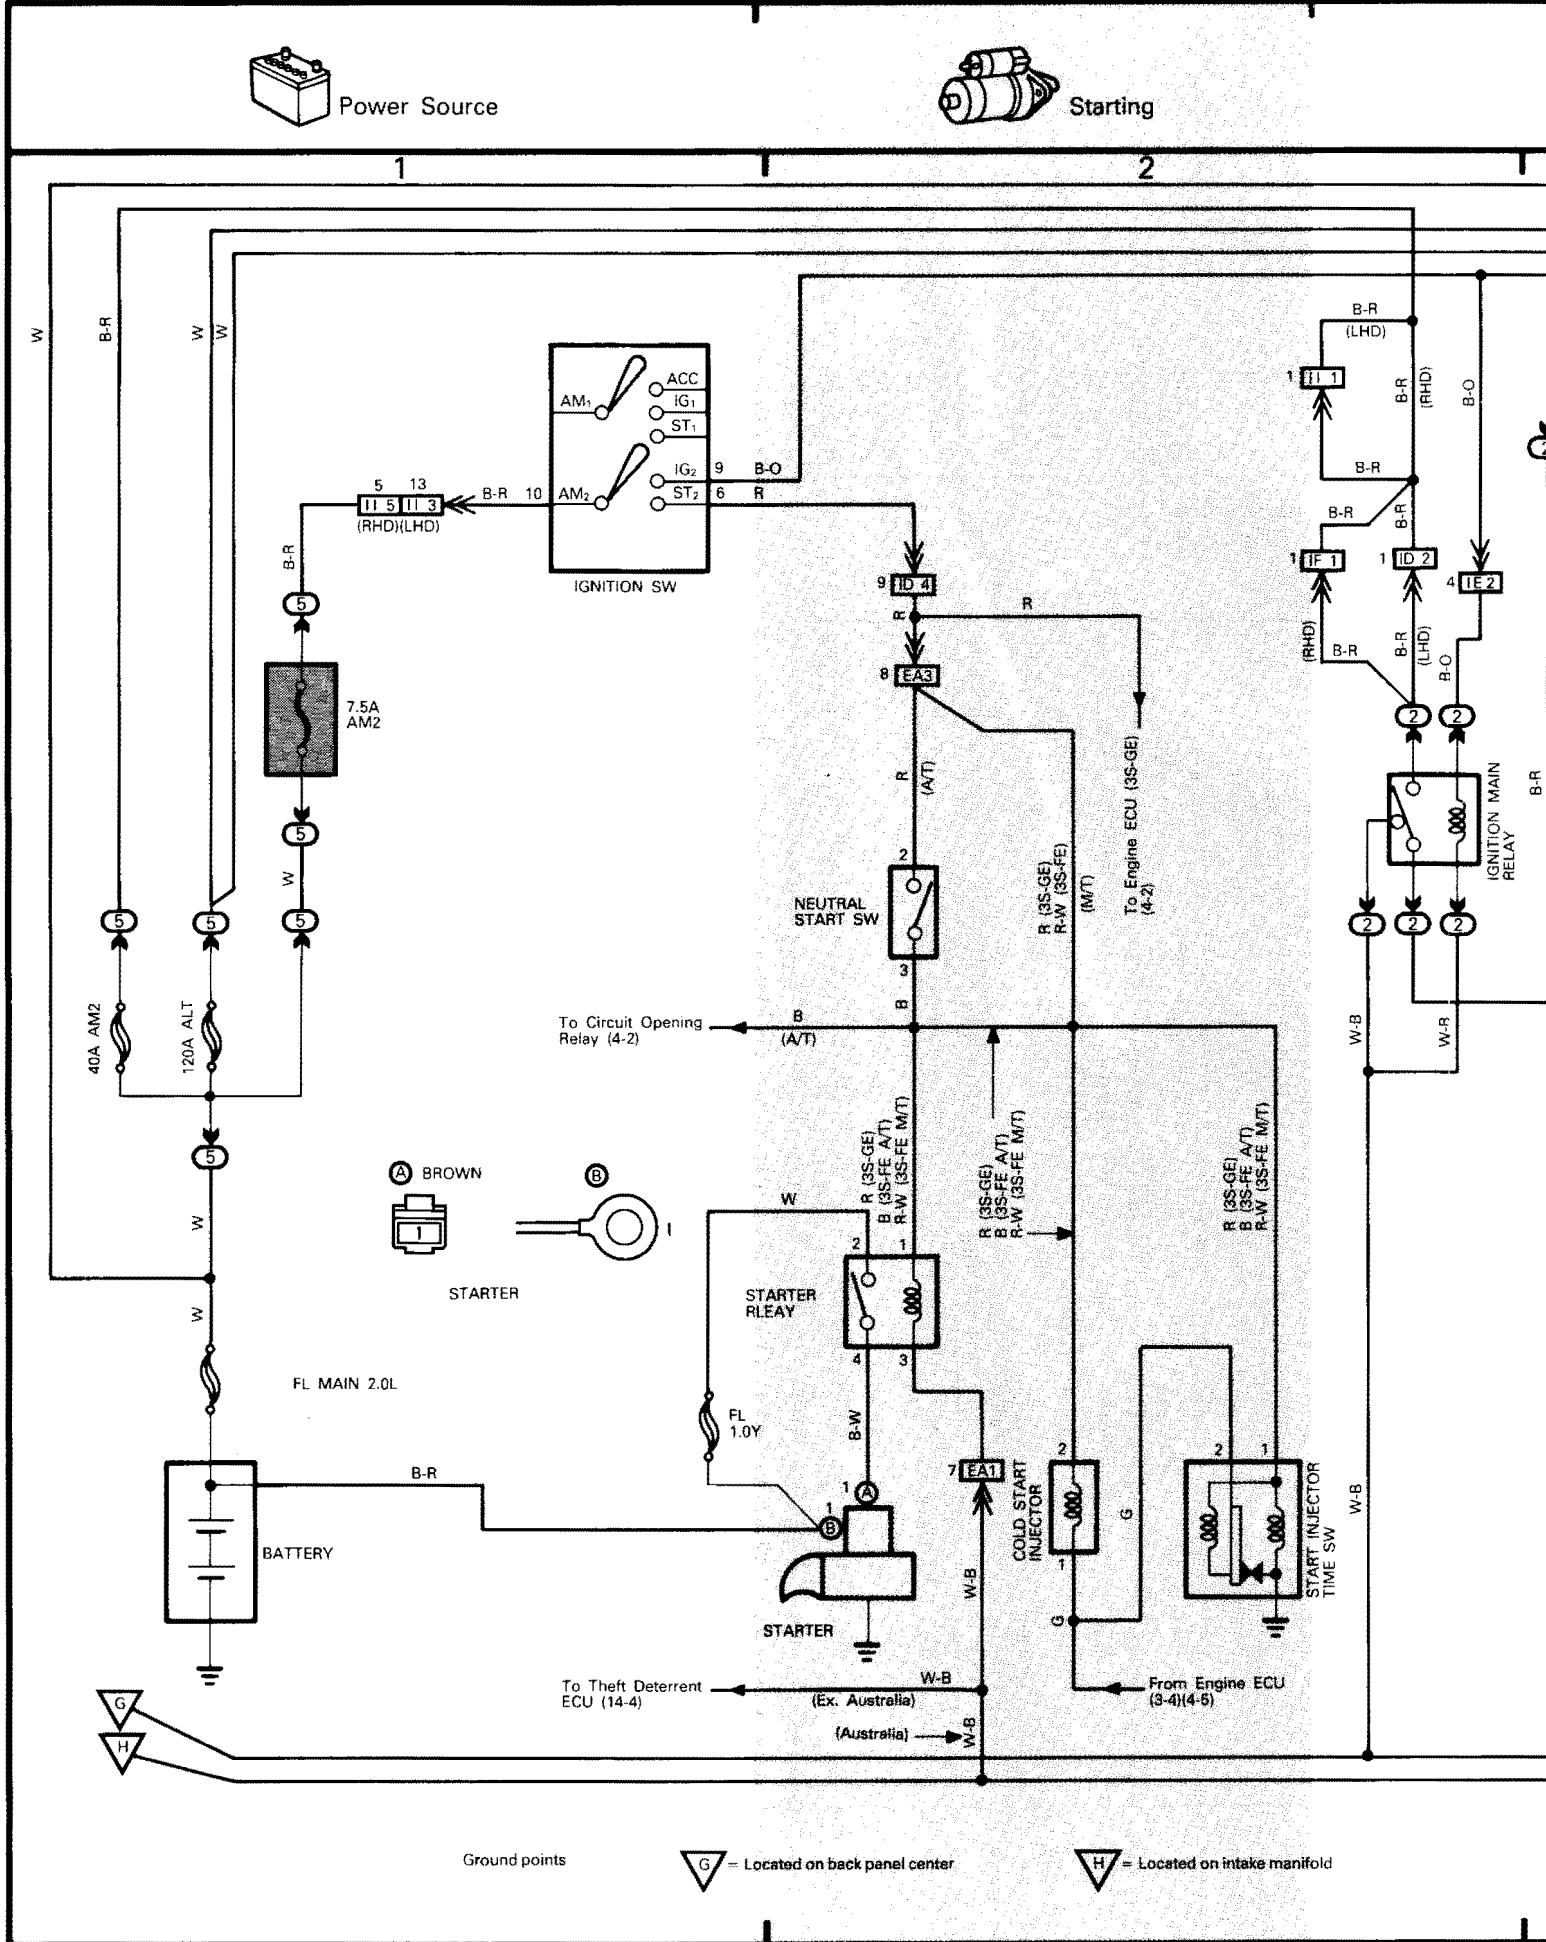 Power Source
Starting
1
2
W
B-R
W
W
ACC
AM1
IG1
ST1
IG2
9
B-O
AM2
ST2
6
R
10
B-R
5
13
II 5
II 3
(RHD)(LHD)
IGNITION SW
B-R
5
7.5A
AM2
5
W
5
5
5
40A AM2
120A ALT
5
W
W
FL MAIN 2.0L
B-R
BATTERY
A BROWN
1
B
1
STARTER
9
ID 4
R
R
8
EA3
R
(A/T)
R (3S-GE)
R-W (3S-FE)
(M/T)
To Engine ECU (3S-GE)
(4-2)
2
NEUTRAL
START SW
3
B
To Circuit Opening
Relay (4-2)
B
(A/T)
R (3S-GE)
B (3S-FE A/T)
R-W (3S-FE M/T)
R (3S-GE)
B (3S-FE A/T)
R-W (3S-FE M/T)
R (3S-GE)
B (3S-FE A/T)
R-W (3S-FE M/T)
W
2
1
STARTER
RLEAY
4
3
FL
1.0Y
B-W
1
A
1
B
STARTER
7
EA1
W-B
COLD START
INJECTOR
2
1
G
G
2
1
START INJECTOR
TIME SW
To Theft Deterrent
ECU (14-4)
W-B
(Ex. Australia)
(Australia)
W-B
From Engine ECU
(3-4)(4-5)
B-R
(LHD)
1
II 1
B-R
(RHD)
B-O
2
B-R
B-R
B-R
1
IF 1
1
ID 2
4
IE 2
(RHD)
B-R
B-R
(LHD)
B-O
2
2
IGNITION MAIN
RELAY
B-R
2
2
2
W-B
W-R
W-B
G
H
Ground points
G = Located on back panel center
H = Located on intake manifold